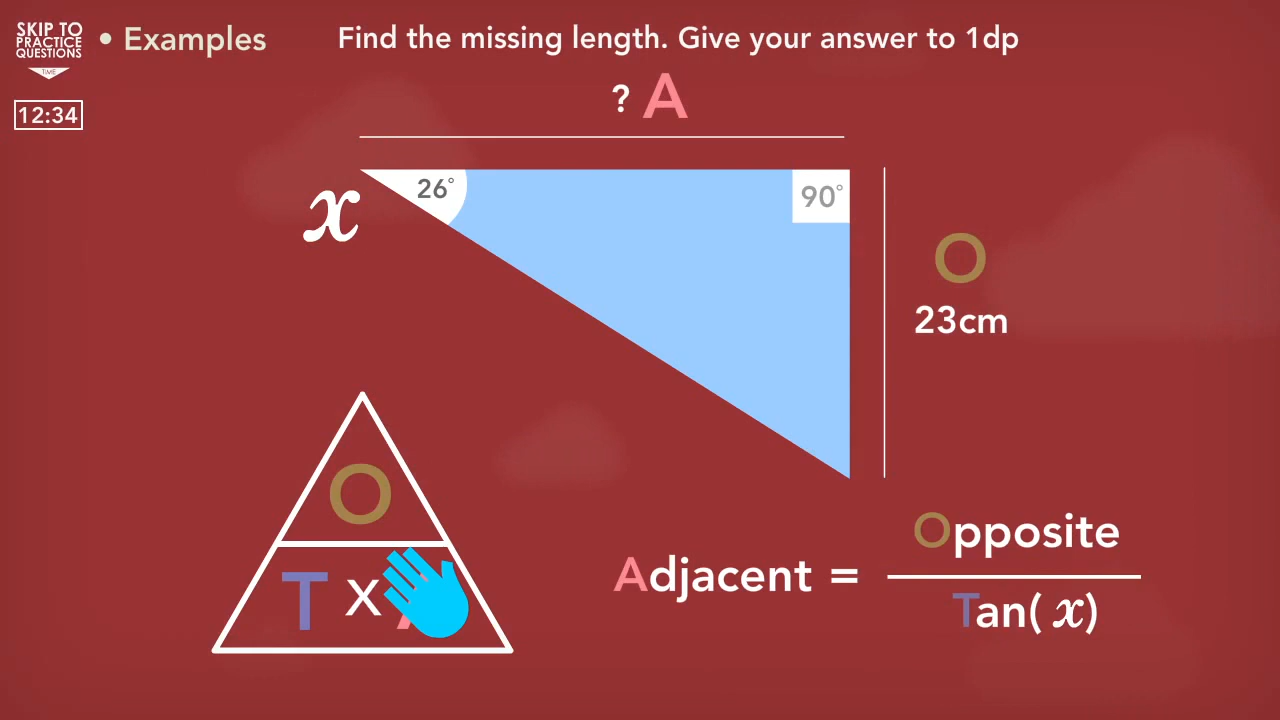 SKIP TO
PRACTICE
QUESTIONS
TIME
12:34
• Examples
Find the missing length. Give your answer to 1dp
? A
x
26°
90°
O
23cm
O
T x A
Adjacent = Opposite
Tan( x)